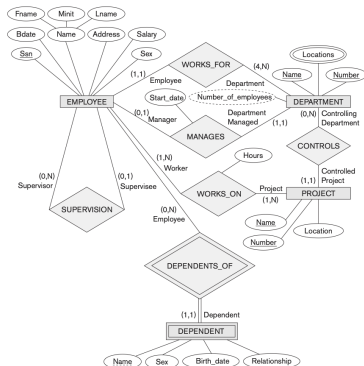 Fname
Minit
Lname
Bdate
Name
Address
Salary
Ssn
Sex
Locations
WORKS_FOR
(1,1)
Employee
(4,N)
Department
Name
Number
Start_date
Number_of_employees
EMPLOYEE
DEPARTMENT
(0,1)
Manager
MANAGES
Department
Managed
(1,1)
(0,N)
Controlling
Department
CONTROLS
(1,N)
Worker
Hours
(0,N)
Supervisor
(0,1)
Supervisee
SUPERVISION
(0,N)
Employee
WORKS_ON
Project
(1,N)
(1,1)
Controlled
Project
PROJECT
Name
Number
Location
DEPENDENTS_OF
(1,1)
Dependent
DEPENDENT
Name
Sex
Birth_date
Relationship